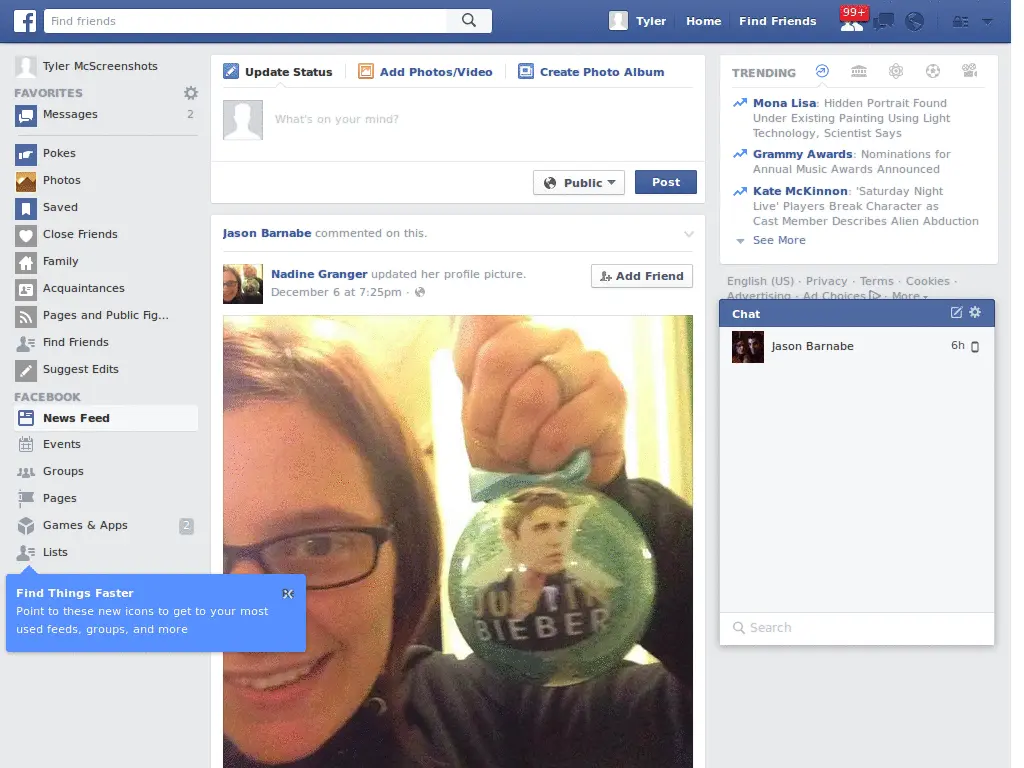 f
Find friends
Tyler
Home
Find Friends
99+
Tyler McScreenshots
FAVORITES
Messages 2
Pokes
Photos
Saved
Close Friends
Family
Acquaintances
Pages and Public Fig...
Find Friends
Suggest Edits
FACEBOOK
News Feed
Events
Groups
Pages
Games & Apps 2
Lists
Find Things Faster
Point to these new icons to get to your most
used feeds, groups, and more
Update Status
Add Photos/Video
Create Photo Album
What's on your mind?
Public
Post
Jason Barnabe commented on this.
Nadine Granger updated her profile picture.
December 6 at 7:25pm ·
Add Friend
JUSTIN
BIEBER
TRENDING
Mona Lisa: Hidden Portrait Found
Under Existing Painting Using Light
Technology, Scientist Says
Grammy Awards: Nominations for
Annual Music Awards Announced
Kate McKinnon: 'Saturday Night
Live' Players Break Character as
Cast Member Describes Alien Abduction
See More
English (US) · Privacy · Terms · Cookies ·
Advertising · Ad Choices · More
Chat
Jason Barnabe 6h
Search